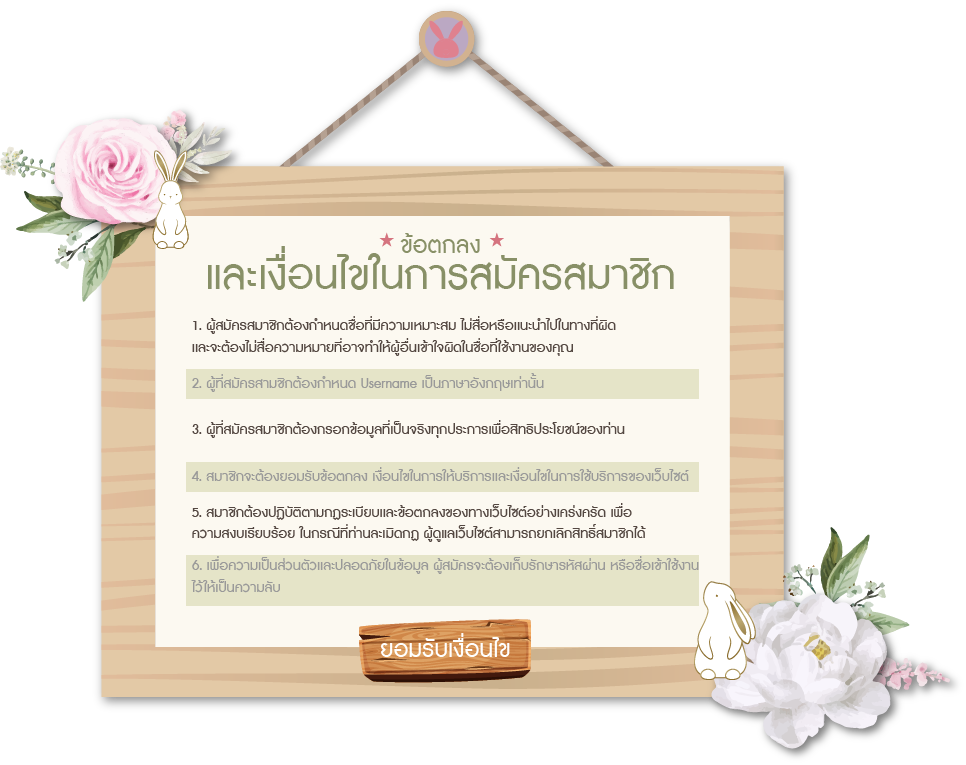 ข้อตกลง
และเงื่อนไขในการสมัครสมาชิก
1. ผู้สมัครสมาชิกต้องกำหนดชื่อที่มีความเหมาะสม ไม่สื่อหรือแนะนำไปในทางที่ผิด
และจะต้องไม่สื่อความหมายที่อาจทำให้ผู้อื่นเข้าใจผิดในชื่อที่ใช้งานของคุณ
2. ผู้ที่สมัครสามชิกต้องกำหนด Username เป็นภาษาอังกฤษเท่านั้น
3. ผู้ที่สมัครสมาชิกต้องกรอกข้อมูลที่เป็นจริงทุกประการเพื่อสิทธิประโยชน์ของท่าน
4. สมาชิกจะต้องยอมรับข้อตกลง เงื่อนไขในการให้บริการและเงื่อนไขในการใช้บริการของเว็บไซต์
5. สมาชิกต้องปฏิบัติตามกฎระเบียบและข้อตกลงของทางเว็บไซต์อย่างเคร่งครัด เพื่อ
ความสงบเรียบร้อย ในกรณีที่ท่านละเมิดกฎ ผู้ดูแลเว็บไซต์สามารถยกเลิกสิทธิ์สมาชิกได้
6. เพื่อความเป็นส่วนตัวและปลอดภัยในข้อมูล ผู้สมัครจะต้องเก็บรักษารหัสผ่าน หรือชื่อเข้าใช้งาน
ไว้ให้เป็นความลับ
ยอมรับเงื่อนไข